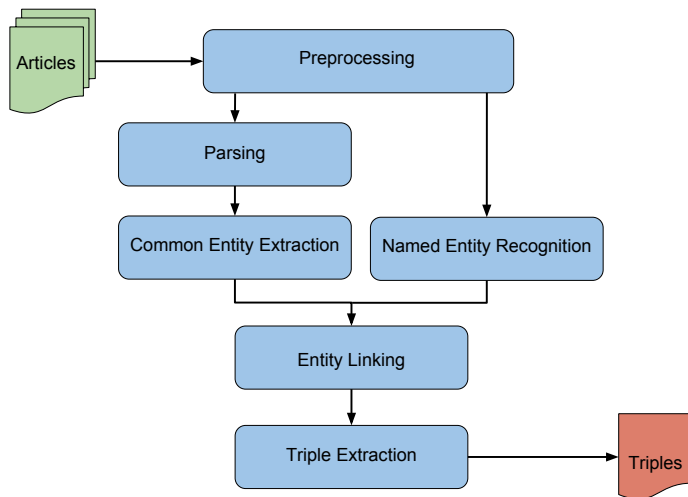 Articles
Preprocessing
Parsing
Common Entity Extraction
Named Entity Recognition
Entity Linking
Triple Extraction
Triples